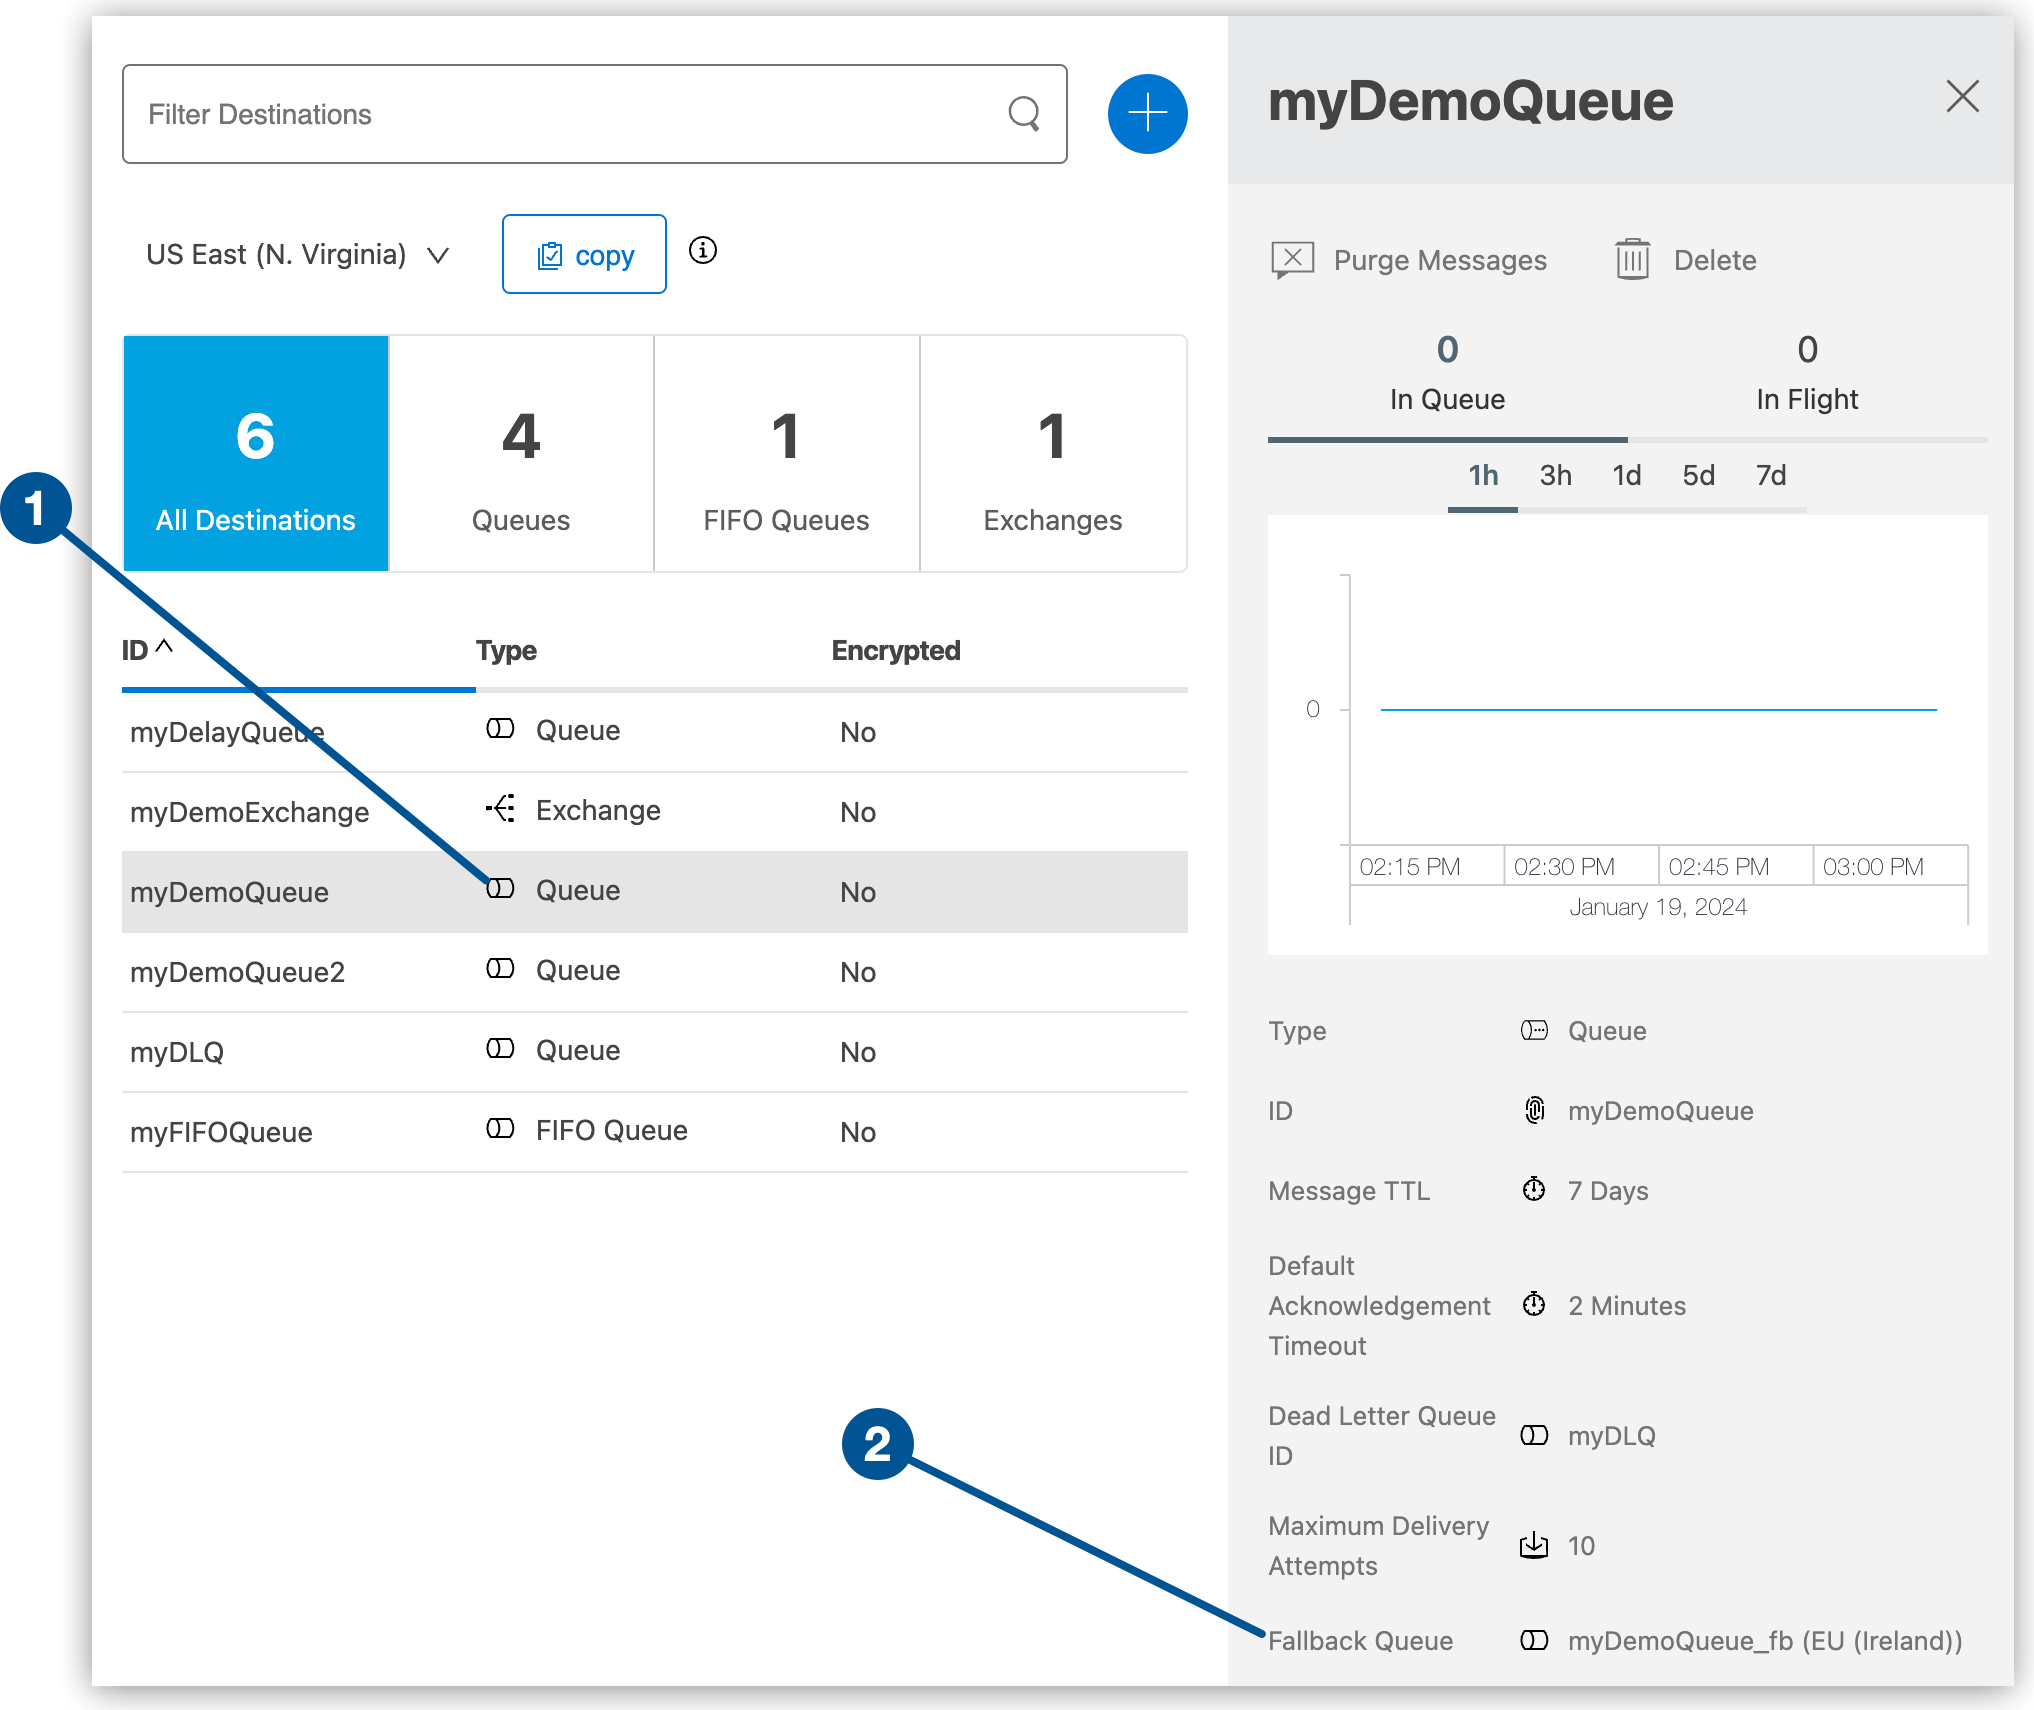 Filter Destinations
US East (N. Virginia)
copy
6
All Destinations
4
Queues
1
FIFO Queues
1
Exchanges
1
ID Type Encrypted
myDelayQueue Queue No
myDemoExchange Exchange No
myDemoQueue Queue No
myDemoQueue2 Queue No
myDLQ Queue No
myFIFOQueue FIFO Queue No
2
myDemoQueue
Purge Messages Delete
0 0
In Queue In Flight
1h 3h 1d 5d 7d
0
02:15 PM 02:30 PM 02:45 PM 03:00 PM
January 19, 2024
Type Queue
ID myDemoQueue
Message TTL 7 Days
Default
Acknowledgement 2 Minutes
Timeout
Dead Letter Queue
ID
myDLQ
Maximum Delivery
Attempts
10
Fallback Queue myDemoQueue_fb (EU (Ireland))